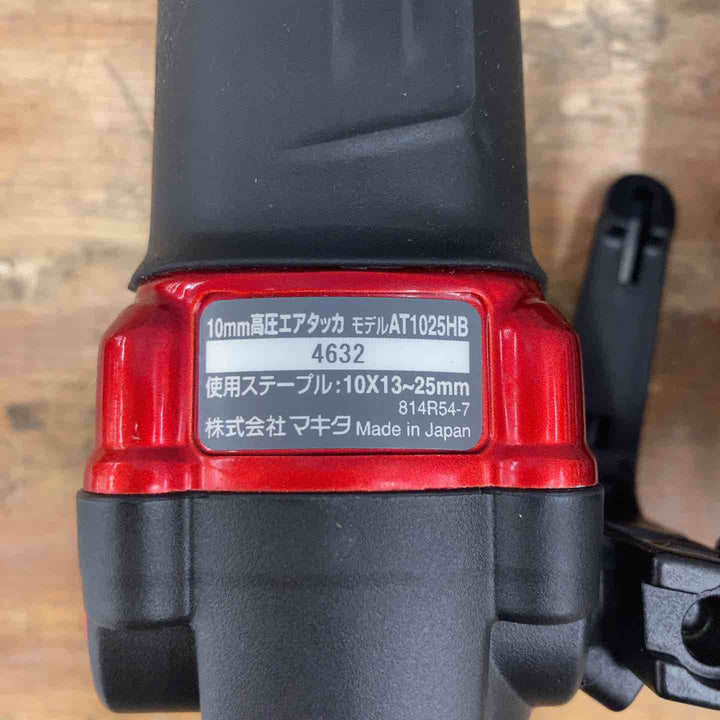 10mm高圧エアタッカ モデルAT1025HB
4632
使用ステープル:10X13~25mm
814R54-7
株式会社マキタ Made in Japan